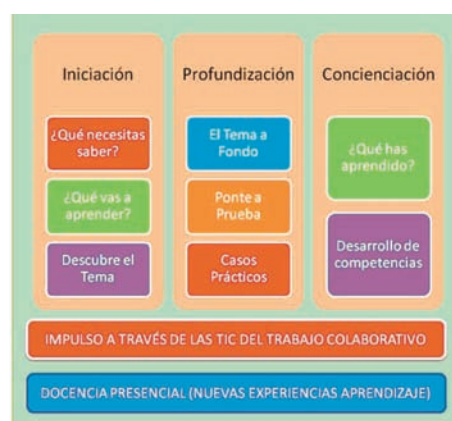 Iniciación
¿Qué necesitas
saber?
¿Qué vas a
aprender?
Descubre el
Tema
Profundización
El Tema a
Fondo
Ponte a
Prueba
Casos
Prácticos
Concienciación
¿Qué has
aprendido?
Desarrollo de
competencias
IMPULSO A TRAVÉS DE LAS TIC DEL TRABAJO COLABORATIVO
DOCENCIA PRESENCIAL (NUEVAS EXPERIENCIAS APRENDIZAJE)